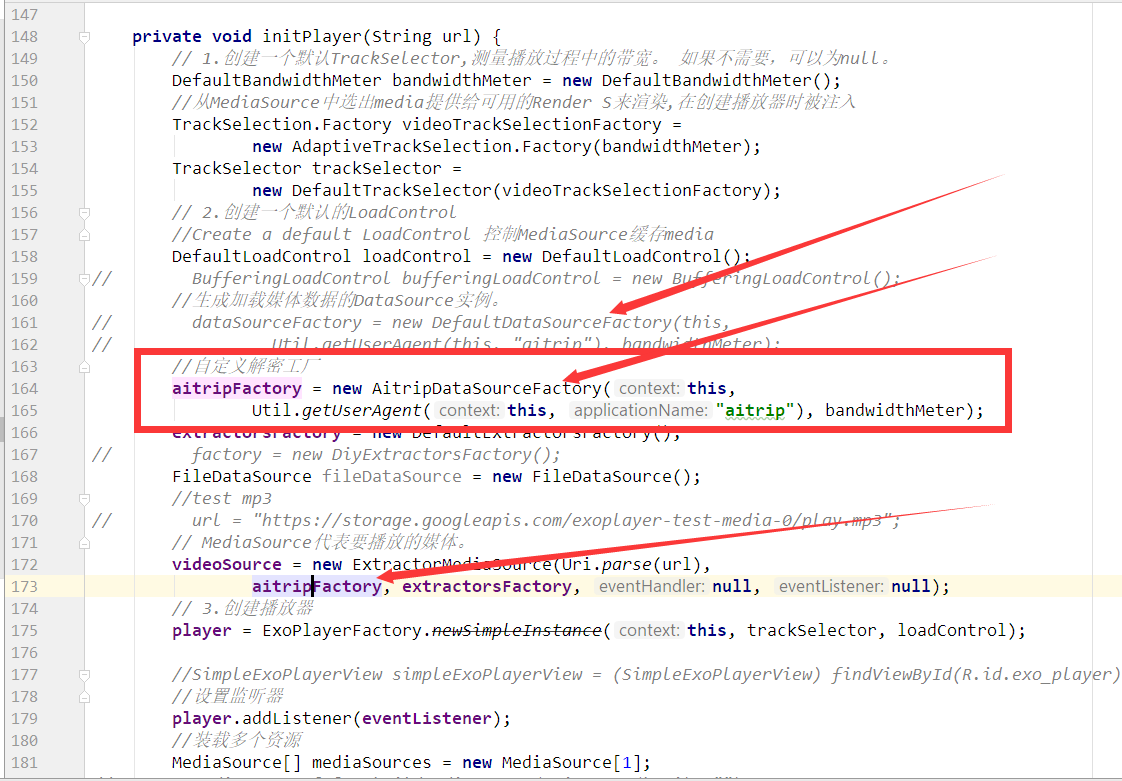 147
148 private void initPlayer(String url) {
149 // 1.创建一个默认TrackSelector,测量播放过程中的带宽。 如果不需要，可以为null。
150 DefaultBandwidthMeter bandwidthMeter = new DefaultBandwidthMeter();
151 //从MediaSource中选出media提供给可用的Render S来渲染,在创建播放器时被注入
152 TrackSelection.Factory videoTrackSelectionFactory =
153 new AdaptiveTrackSelection.Factory(bandwidthMeter);
154 TrackSelector trackSelector =
155 new DefaultTrackSelector(videoTrackSelectionFactory);
156 // 2.创建一个默认的LoadControl
157 //Create a default LoadControl 控制MediaSource缓存media
158 DefaultLoadControl loadControl = new DefaultLoadControl();
159 // BufferingLoadControl bufferingLoadControl = new BufferingLoadControl();
160 //生成加载媒体数据的DataSource实例。
161 // dataSourceFactory = new DefaultDataSourceFactory(this,
162 // Util.getUserAgent(this, "aitrip"), bandwidthMeter);
163 //自定义解密工厂
164 aitripFactory = new AitripDataSourceFactory( context: this,
165 Util.getUserAgent( context: this, applicationName: "aitrip"), bandwidthMeter);
166 extractorsFactory = new DefaultExtractorsFactory();
167 // factory = new DiyExtractorsFactory();
168 FileDataSource fileDataSource = new FileDataSource();
169 //test mp3
170 // url = "https://storage.googleapis.com/exoplayer-test-media-0/play.mp3";
171 // MediaSource代表要播放的媒体。
172 videoSource = new ExtractorMediaSource(Uri.parse(url),
173 aitripFactory, extractorsFactory, eventHandler: null, eventListener: null);
174 // 3.创建播放器
175 player = ExoPlayerFactory.newSimpleInstance( context: this, trackSelector, loadControl);
176
177 //SimpleExoPlayerView simpleExoPlayerView = (SimpleExoPlayerView) findViewById(R.id.exo_player)
178 //设置监听器
179 player.addListener(eventListener);
180 //装载多个资源
181 MediaSource[] mediaSources = new MediaSource[1];